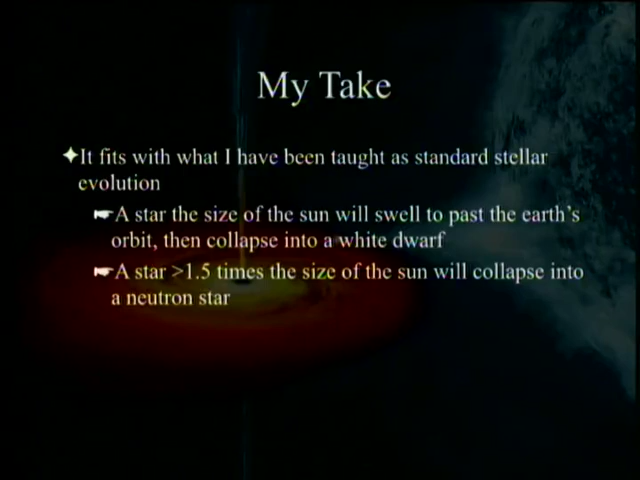 My Take
It fits with what I have been taught as standard stellar
evolution
A star the size of the sun will swell to past the earth's
orbit, then collapse into a white dwarf
A star >1.5 times the size of the sun will collapse into
a neutron star